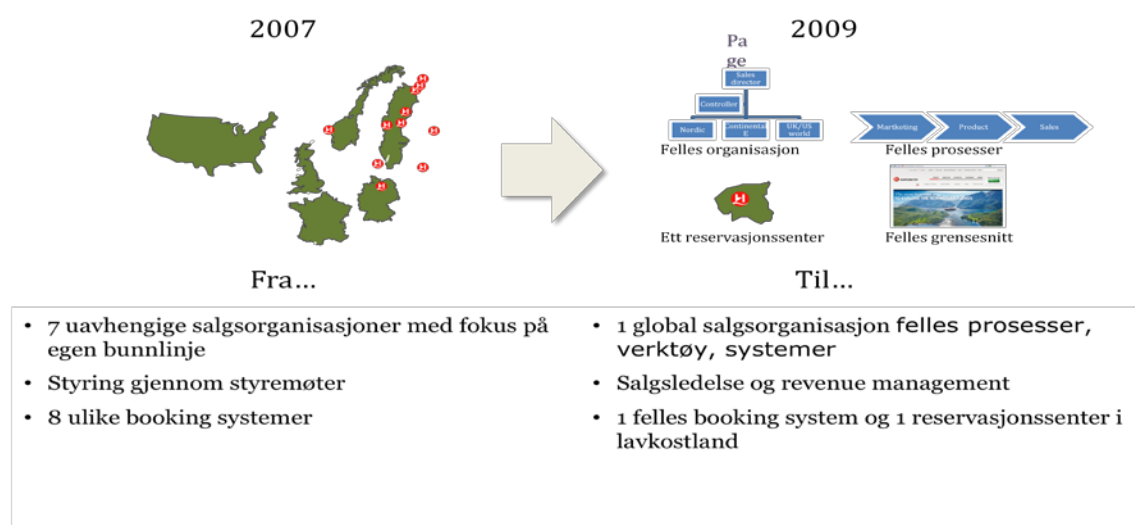 2007
2009
Pa
ge
Sales
director
Controller
Nordic
Continental
E
UK/US
world
Felles organisasjon
Martketing
Product
Sales
Felles prosesser
Ett reservasjonssenter
Felles grensesnitt
Fra...
Til...
• 7 uavhengige salgsorganisasjoner med fokus på
egen bunnlinje
• Styring gjennom styremøter
• 8 ulike booking systemer
• 1 global salgsorganisasjon felles prosesser,
verktøy, systemer
• Salgsledelse og revenue management
• 1 felles booking system og 1 reservasjonssenter i
lavkostland